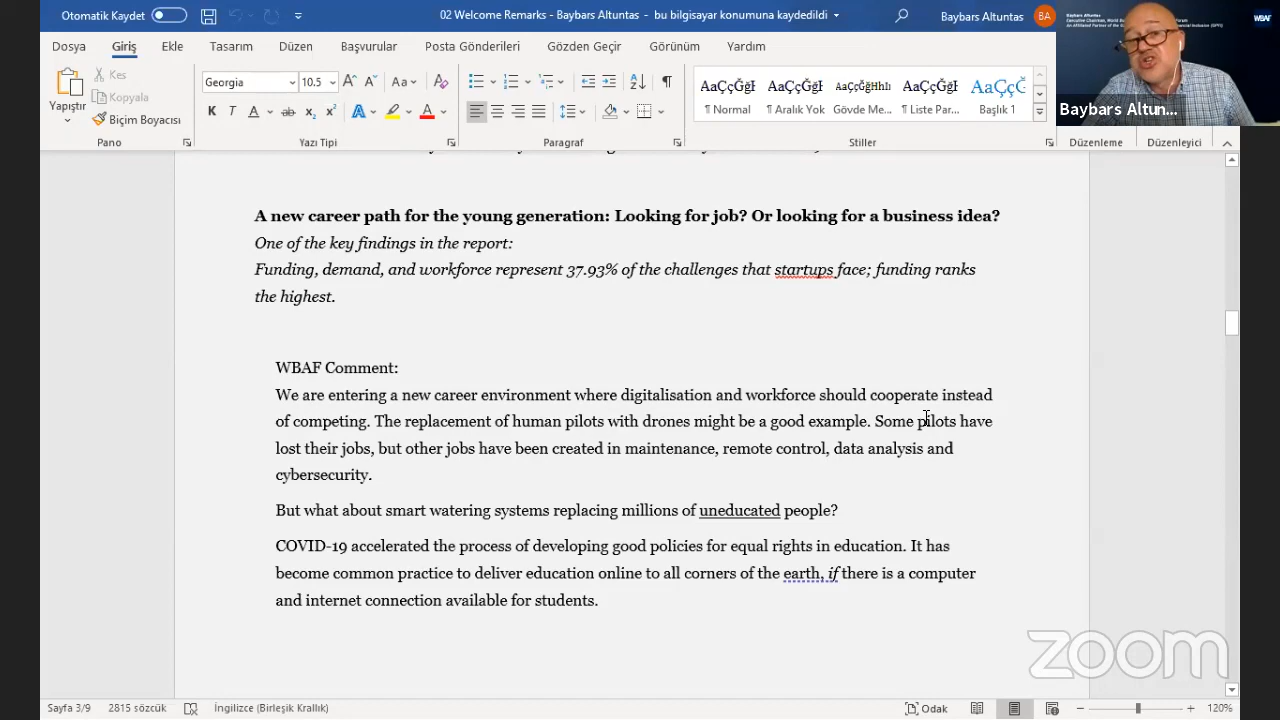 Otomatik Kaydet
02 Welcome Remarks - Baybars Altuntas - bu bilgisayar konumuna kaydedildi
Baybars Altuntas
BA
WBAF
Dosya Giriş Ekle Tasarım Düzen Başvurular Posta Gönderileri Gözden Geçir Görünüm Yardım
Yapıştır
Kes
Kopyala
Biçim Boyacısı
Georgia 10.5
AaÇçĞğI AaÇçĞğI AaÇçĞğHhIı AaÇçĞğI AaÇçČ
¶ Normal ¶ Aralık Yok Gövde Me... ¶ Liste Par... Başlık 1
Baybars Altun...
Pano Yazı Tipi Paragraf Stiller Düzenleme Düzenleyici
A new career path for the young generation: Looking for job? Or looking for a business idea?
One of the key findings in the report:
Funding, demand, and workforce represent 37.93% of the challenges that startups face; funding ranks
the highest.
WBAF Comment:
We are entering a new career environment where digitalisation and workforce should cooperate instead
of competing. The replacement of human pilots with drones might be a good example. Some pilots have
lost their jobs, but other jobs have been created in maintenance, remote control, data analysis and
cybersecurity.
But what about smart watering systems replacing millions of uneducated people?
COVID-19 accelerated the process of developing good policies for equal rights in education. It has
become common practice to deliver education online to all corners of the earth, if there is a computer
and internet connection available for students.
zoom
Sayfa 3/9 2815 sözcük İngilizce (Birleşik Krallık) Odak 120%